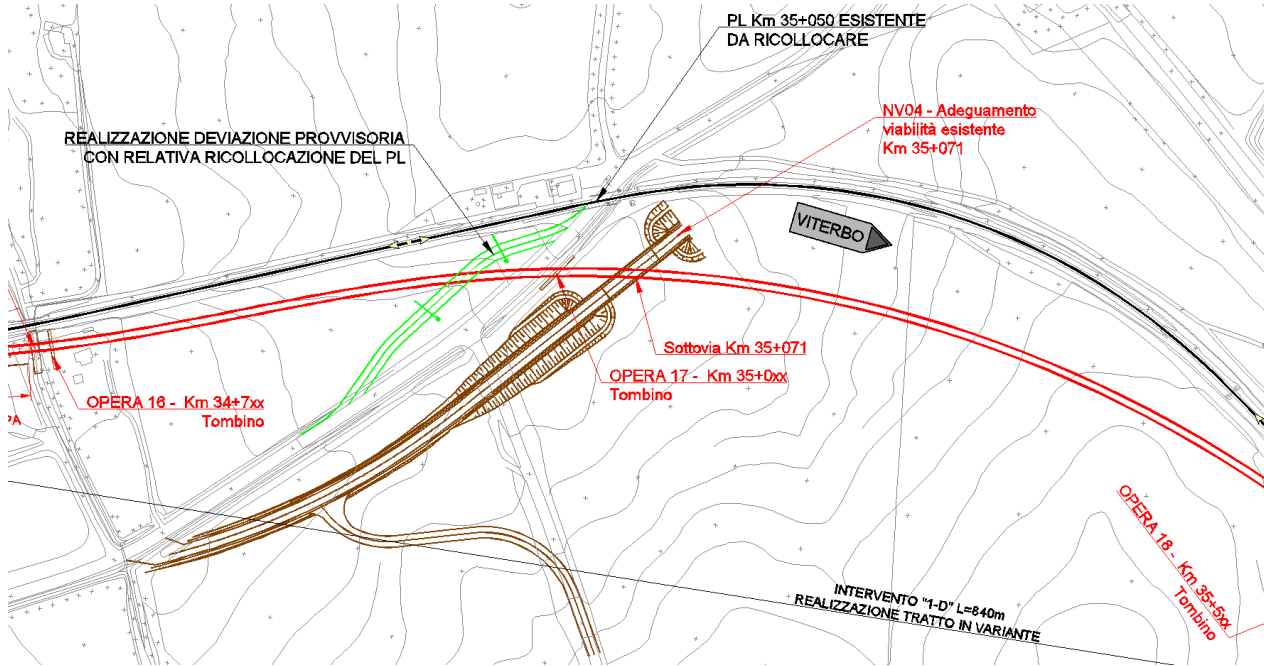 PL Km 35+050 ESISTENTE
DA RICOLLOCARE
REALIZZAZIONE DEVIAZIONE PROVVISORIA
CON RELATIVA RICOLLOCAZIONE DEL PL
NV04 - Adeguamento
viabilità esistente
Km 35+071
VITERBO
Sottovia Km 35+071
OPERA 17 - Km 35+0xx
Tombino
OPERA 16 - Km 34+7xx
Tombino
PA
OPERA 18 - Km 35+5xx
Tombino
INTERVENTO "1-D" L=840m
REALIZZAZIONE TRATTO IN VARIANTE